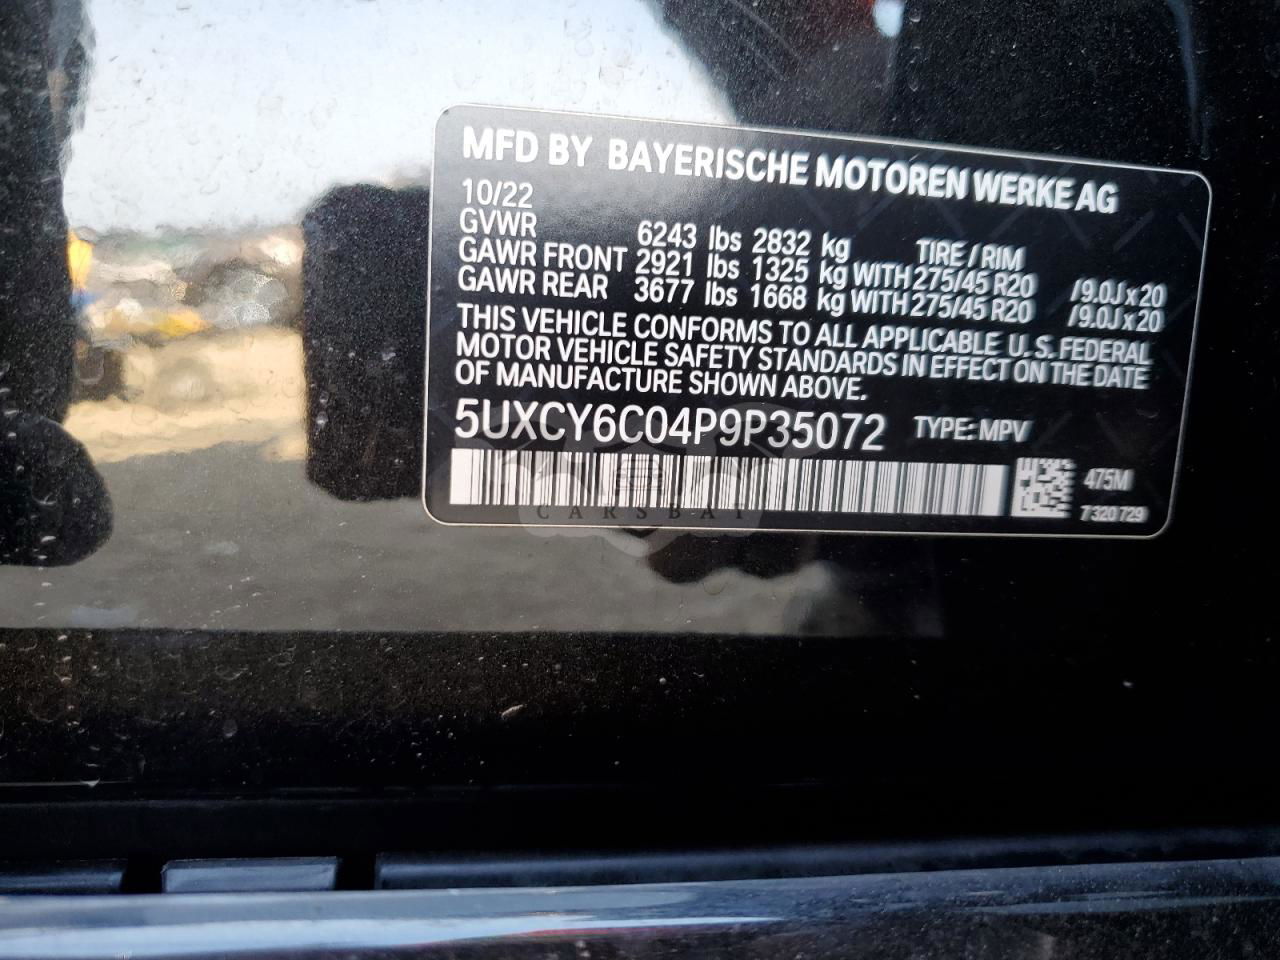 MFD BY BAYERISCHE MOTOREN WERKE AG
10/22
GVWR 6243 lbs 2832 kg TIRE / RIM
GAWR FRONT 2921 lbs 1325 kg WITH 275/45 R20 /9.0J x 20
GAWR REAR 3677 lbs 1668 kg WITH 275/45 R20 /9.0J x 20
THIS VEHICLE CONFORMS TO ALL APPLICABLE U.S. FEDERAL
MOTOR VEHICLE SAFETY STANDARDS IN EFFECT ON THE DATE
OF MANUFACTURE SHOWN ABOVE.
5UXCY6C04P9P35072 TYPE: MPV
475M
7320729
CARSBAT